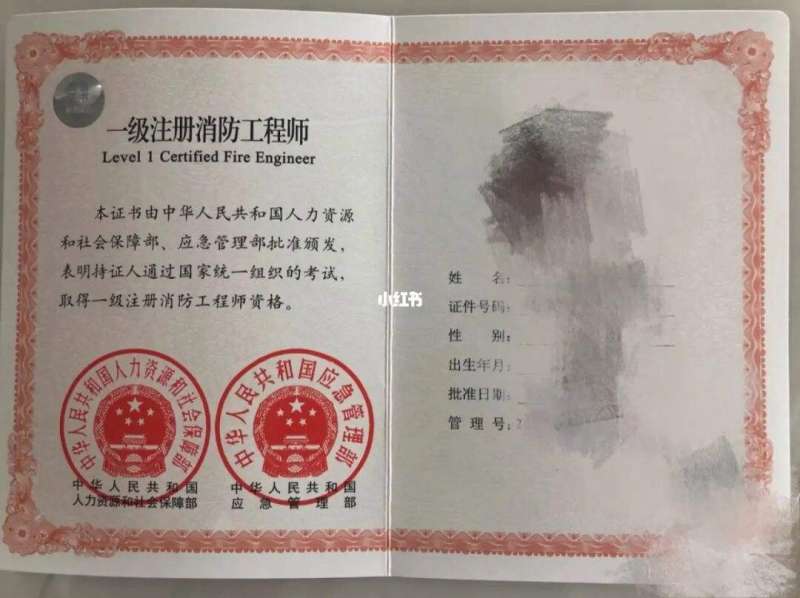 一级注册消防工程师
Level 1 Certified Fire Engineer
本证书由中华人民共和国人力资源
和社会保障部、应急管理部批准颁发，
表明持证人通过国家统一组织的考试，
取得一级注册消防工程师资格。
中华人民共和国人力资源和社会保障部
中华人民共和国应急管理部
中华人民共和国
人力资源和社会保障部
中华人民共和国
应急管理部
小红书
姓名：
证件号码：
性别：
出生年月：
批准日期：
管理号：2